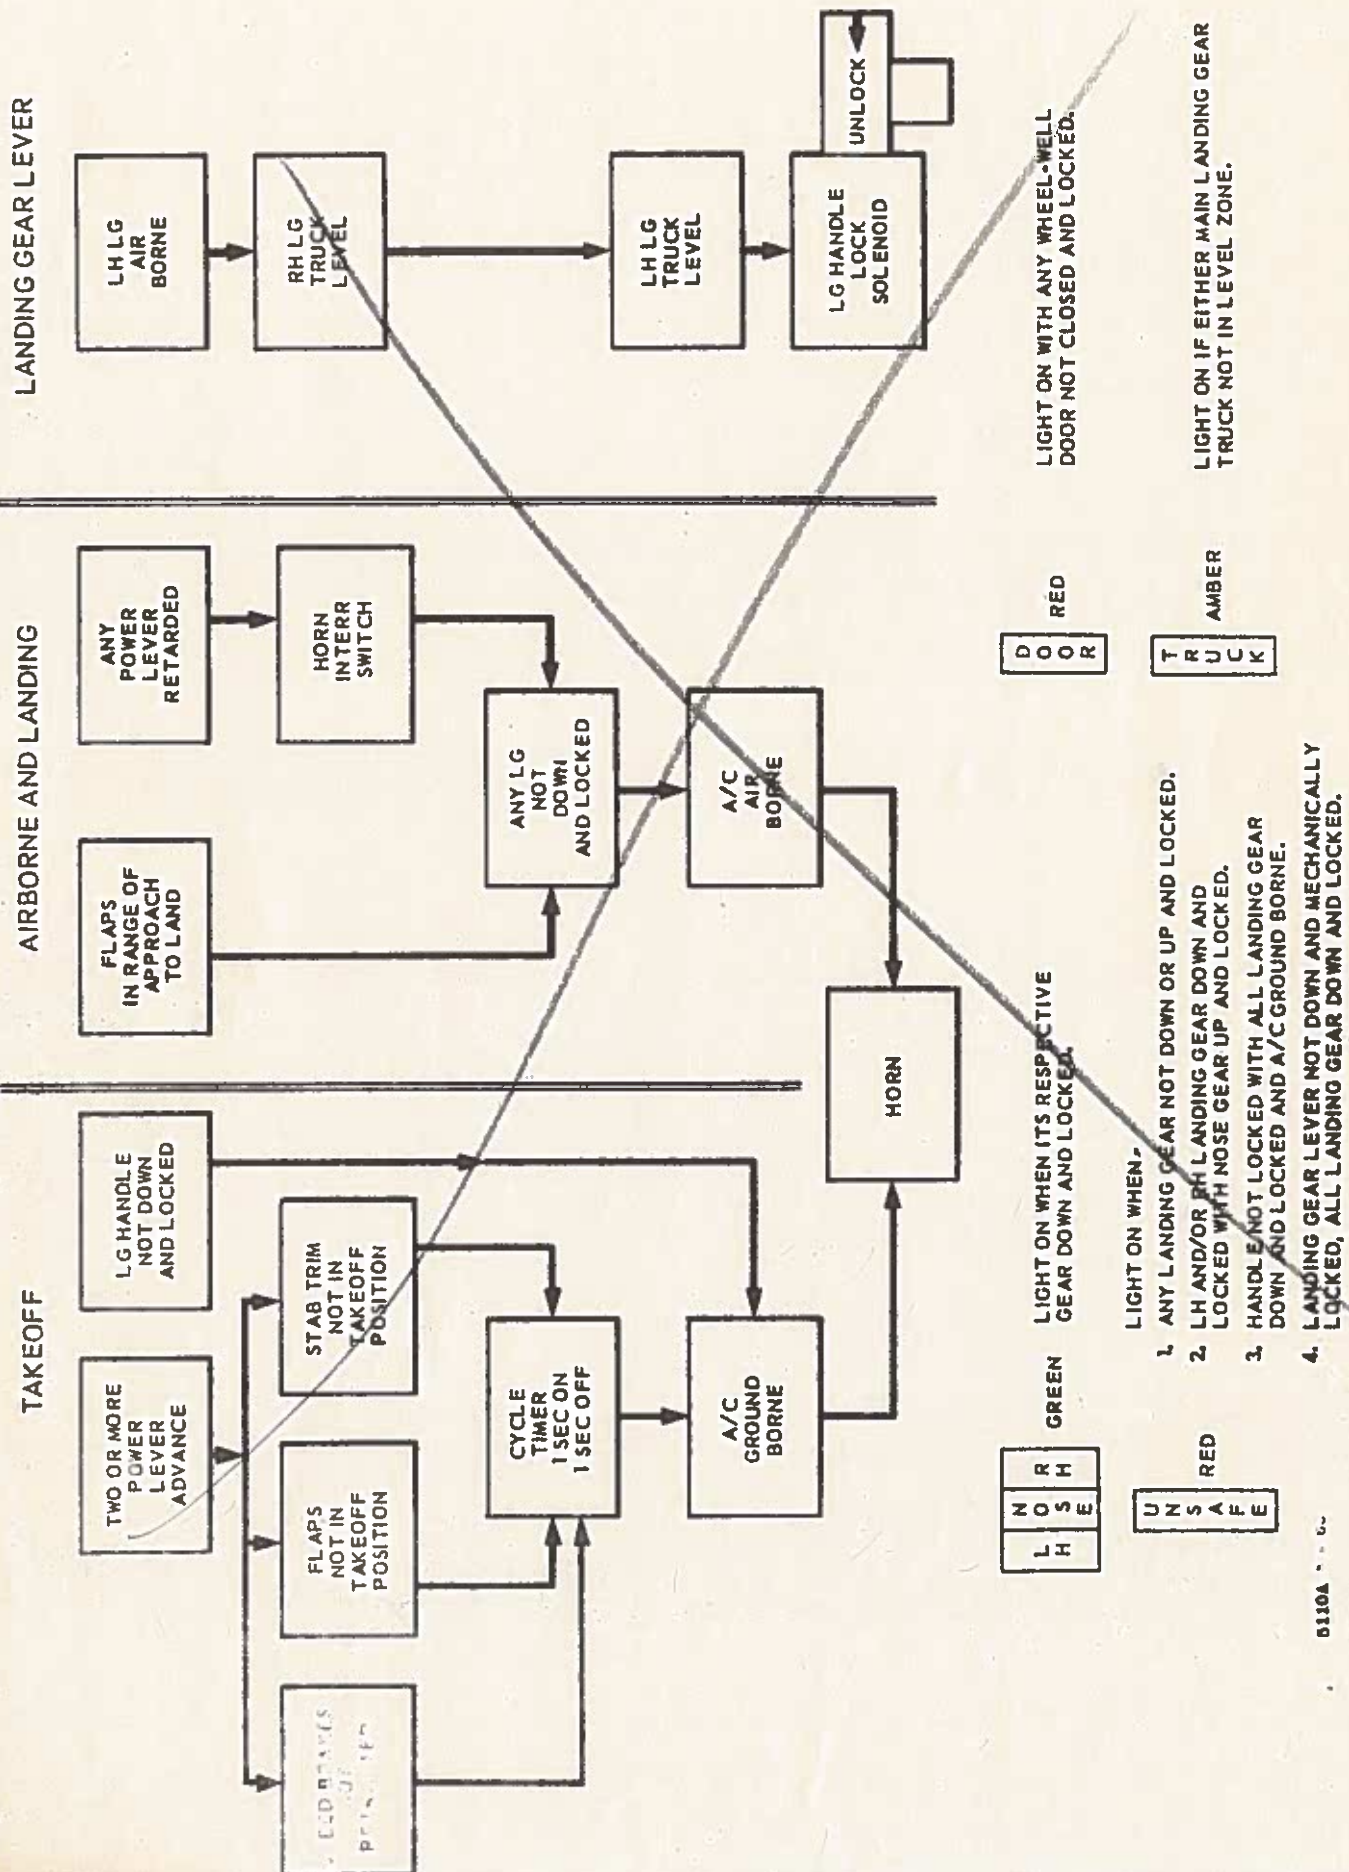 TAKEOFF
TWO OR MORE
POWER
LEVER
ADVANCE
LG HANDLE
NOT DOWN
AND LOCKED
FLAPS
NOT IN
TAKEOFF
POSITION
STAB TRIM
NOT IN
TAKEOFF
POSITION
CYCLE
TIMER
1 SEC ON
1 SEC OFF
A/C
GROUND
BORNE
HORN
AIRBORNE AND LANDING
FLAPS
IN RANGE OF
APPROACH
TO LAND
ANY
POWER
LEVER
RETARDED
HORN
INTERR
SWITCH
ANY LG
NOT
DOWN
AND LOCKED
A/C
AIR
BORNE
LANDING GEAR LEVER
LH LG
AIR
BORNE
RH LG
TRUCK
LEVEL
LH LG
TRUCK
LEVEL
LG HANDLE
LOCK
SOLENOID
UNLOCK
LH
NOSE
RH
GREEN
LIGHT ON WHEN ITS RESPECTIVE
GEAR DOWN AND LOCKED.
UNSAFE
RED
LIGHT ON WHEN-
1. ANY LANDING GEAR NOT DOWN OR UP AND LOCKED.
2. LH AND/OR RH LANDING GEAR DOWN AND
LOCKED WITH NOSE GEAR UP AND LOCKED.
3. HANDLE NOT LOCKED WITH ALL LANDING GEAR
DOWN AND LOCKED AND A/C GROUND BORNE.
4. LANDING GEAR LEVER NOT DOWN AND MECHANICALLY
LOCKED, ALL LANDING GEAR DOWN AND LOCKED.
DOOR
RED
LIGHT ON WITH ANY WHEEL-WELL
DOOR NOT CLOSED AND LOCKED.
TRUCK
AMBER
LIGHT ON IF EITHER MAIN LANDING GEAR
TRUCK NOT IN LEVEL ZONE.